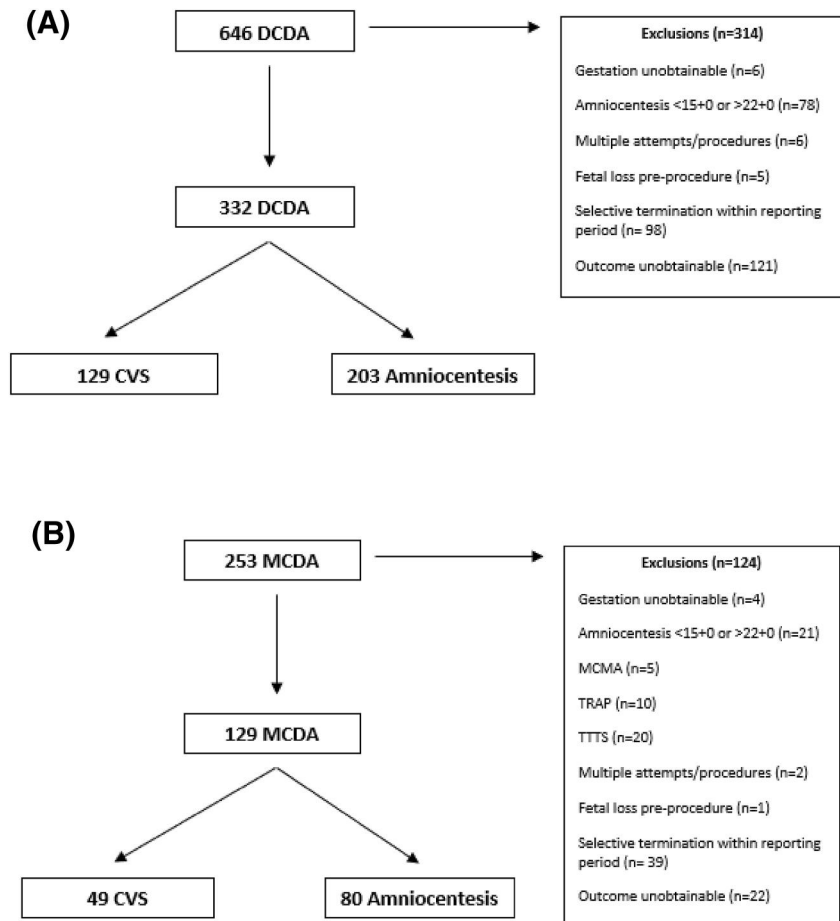 (A)
646 DCDA
Exclusions (n=314)
Gestation unobtainable (n=6)
Amniocentesis <15+0 or >22+0 (n=78)
Multiple attempts/procedures (n=6)
Fetal loss pre-procedure (n=5)
Selective termination within reporting
period (n= 98)
Outcome unobtainable (n=121)
332 DCDA
129 CVS
203 Amniocentesis
(B)
253 MCDA
Exclusions (n=124)
Gestation unobtainable (n=4)
Amniocentesis <15+0 or >22+0 (n=21)
MCMA (n=5)
TRAP (n=10)
TTTS (n=20)
Multiple attempts/procedures (n=2)
Fetal loss pre-procedure (n=1)
Selective termination within reporting
period (n= 39)
Outcome unobtainable (n=22)
129 MCDA
49 CVS
80 Amniocentesis